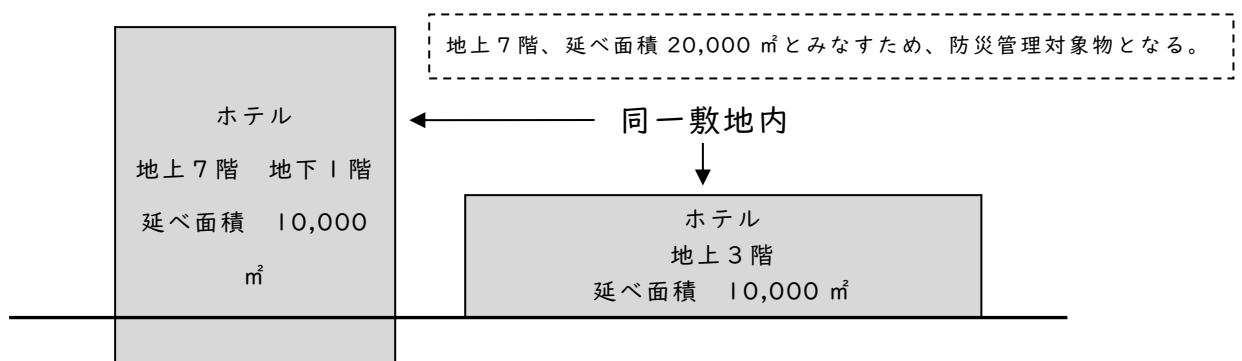 地上7階、延べ面積 20,000 ㎡とみなすため、防災管理対象物となる。
ホテル
地上7階 地下1階
延べ面積 10,000
㎡
同一敷地内
ホテル
地上3階
延べ面積 10,000 ㎡